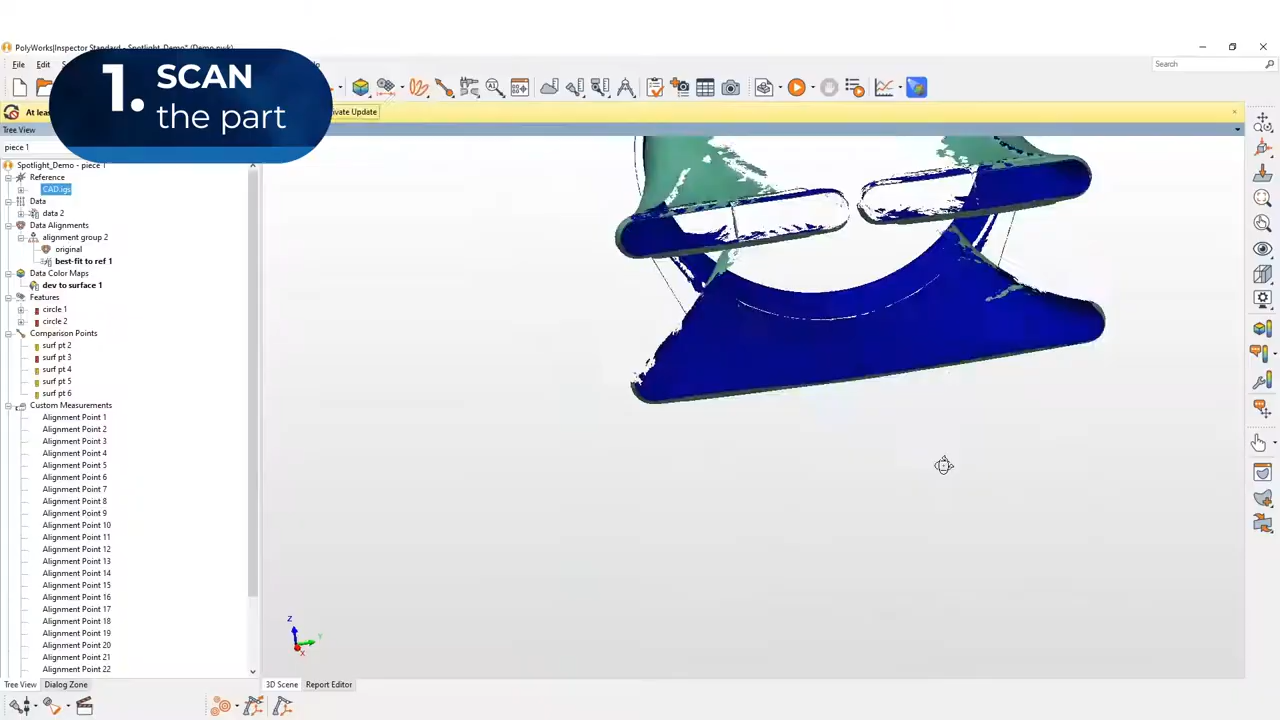 PolyWorks|Inspector Standard - Spotlight_Demo* (Demo.pwk)
1. SCAN
the part
File Edit
Search
At leas
ivate Update
Tree View
piece 1
Spotlight_Demo - piece 1
Reference
CAD.igs
Data
data 2
Data Alignments
alignment group 2
original
best-fit to ref 1
Data Color Maps
dev to surface 1
Features
circle 1
circle 2
Comparison Points
surf pt 2
surf pt 3
surf pt 4
surf pt 5
surf pt 6
Custom Measurements
Alignment Point 1
Alignment Point 2
Alignment Point 3
Alignment Point 4
Alignment Point 5
Alignment Point 6
Alignment Point 7
Alignment Point 8
Alignment Point 9
Alignment Point 10
Alignment Point 11
Alignment Point 12
Alignment Point 13
Alignment Point 14
Alignment Point 15
Alignment Point 16
Alignment Point 17
Alignment Point 18
Alignment Point 19
Alignment Point 20
Alignment Point 21
Alignment Point 22
Z
Y
X
Tree View Dialog Zone
3D Scene Report Editor